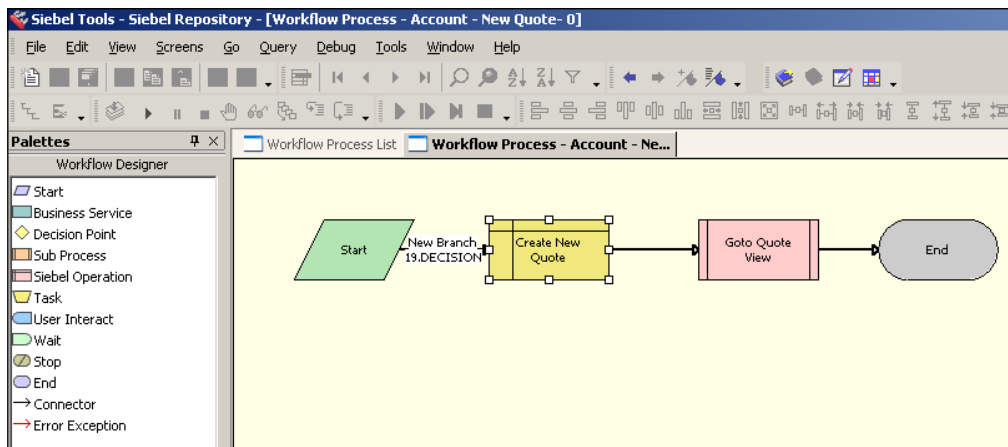 Siebel Tools - Siebel Repository - [Workflow Process - Account - New Quote- 0]
File Edit View Screens Go Query Debug Tools Window Help
Palettes
Workflow Process List
Workflow Process - Account - Ne...
Workflow Designer
Start
Business Service
Decision Point
Sub Process
Siebel Operation
Task
User Interact
Wait
Stop
End
Connector
Error Exception
Start
New Branch
19.DECISION
Create New
Quote
Goto Quote
View
End